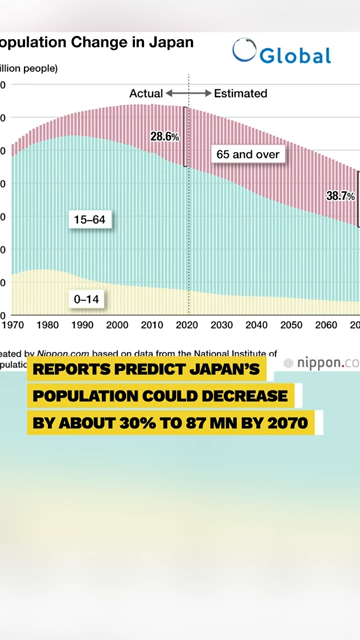 opulation Change in Japan
Global
illion people)
Actual Estimated
28.6%
65 and over
38.7%
15–64
0–14
1970 1980 1990 2000 2010 2020 2030 2040 2050 2060 20
eated by Nippon.com based on data from the National Institute of
opulatio
nippon.co
REPORTS PREDICT JAPAN'S
POPULATION COULD DECREASE
BY ABOUT 30% TO 87 MN BY 2070